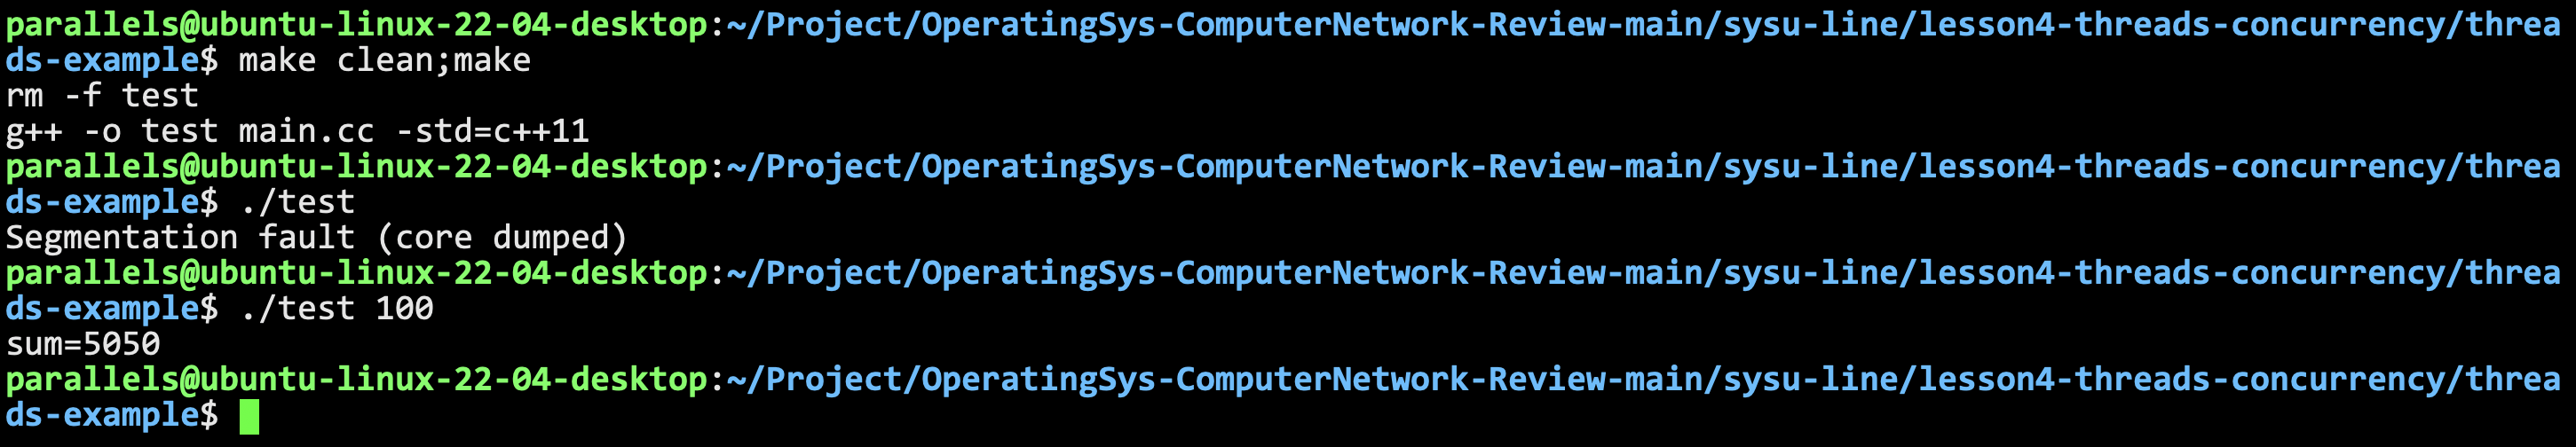 parallels@ubuntu-linux-22-04-desktop:~/Project/OperatingSys-ComputerNetwork-Review-main/sysu-line/lesson4-threads-concurrency/threa
ds-example$ make clean;make
rm -f test
g++ -o test main.cc -std=c++11
parallels@ubuntu-linux-22-04-desktop:~/Project/OperatingSys-ComputerNetwork-Review-main/sysu-line/lesson4-threads-concurrency/threa
ds-example$ ./test
Segmentation fault (core dumped)
parallels@ubuntu-linux-22-04-desktop:~/Project/OperatingSys-ComputerNetwork-Review-main/sysu-line/lesson4-threads-concurrency/threa
ds-example$ ./test 100
sum=5050
parallels@ubuntu-linux-22-04-desktop:~/Project/OperatingSys-ComputerNetwork-Review-main/sysu-line/lesson4-threads-concurrency/threa
ds-example$